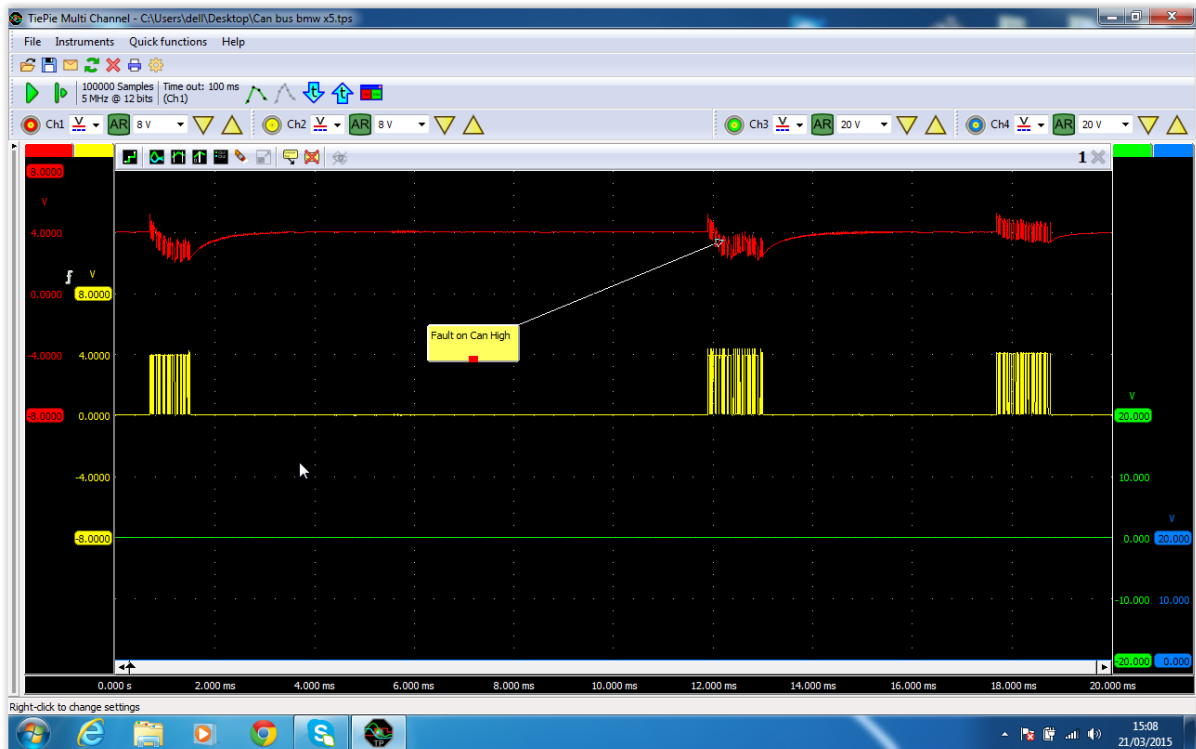 TiePie Multi Channel - C:\Users\dell\Desktop\Can bus bmw x5.tps
File Instruments Quick functions Help
100000 Samples Time out: 100 ms
5 MHz @ 12 bits (Ch1)
Ch1 V AR 8 V Ch2 V AR 8 V Ch3 V AR 20 V Ch4 V AR 20 V
1
8.0000
V
4.0000
V
0.0000 8.0000
Fault on Can High
-4.0000 4.0000
V
-8.0000 0.0000 20.000
-4.0000 10.000
V
-8.0000 0.000 20.000
-10.000 10.000
-20.000 0.000
0.000 s 2.000 ms 4.000 ms 6.000 ms 8.000 ms 10.000 ms 12.000 ms 14.000 ms 16.000 ms 18.000 ms 20.000 ms
Right-click to change settings
TP
15:08
21/03/2015